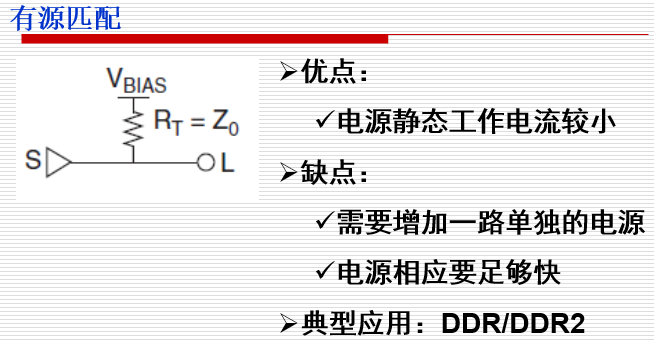 有源匹配
VBIAS
RT = Z0
S
L
➢优点：
✓电源静态工作电流较小
➢缺点：
✓需要增加一路单独的电源
✓电源相应要足够快
➢典型应用：DDR/DDR2